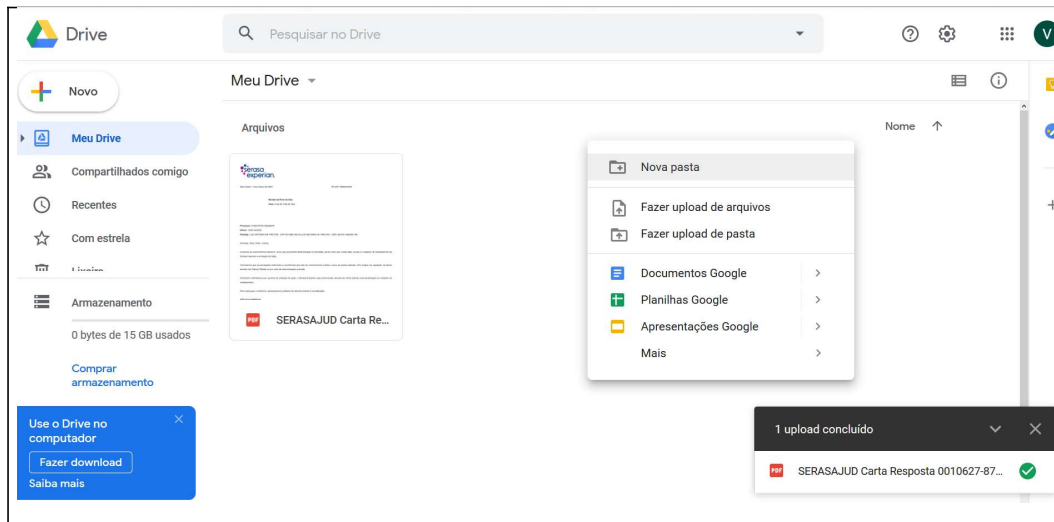 Drive
Pesquisar no Drive
V
Novo
Meu Drive
Meu Drive
Compartilhados comigo
Recentes
Com estrela
Lixeira
Armazenamento
0 bytes de 15 GB usados
Comprar
armazenamento
Use o Drive no
computador
Fazer download
Saiba mais
Arquivos
Nome
serasa
experian.
PDF
SERASAJUD Carta Re...
Nova pasta
Fazer upload de arquivos
Fazer upload de pasta
Documentos Google
Planilhas Google
Apresentações Google
Mais
1 upload concluído
PDF
SERASAJUD Carta Resposta 0010627-87...